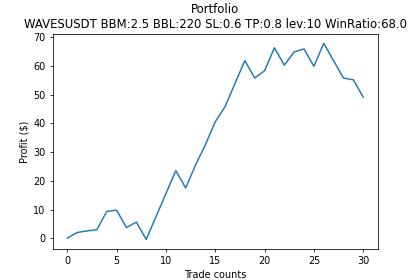 Portfolio
WAVESUSDT BBM:2.5 BBL:220 SL:0.6 TP:0.8 lev:10 WinRatio:68.0
70
60
50
40
30
20
10
0
Profit ($)
0 5 10 15 20 25 30
Trade counts